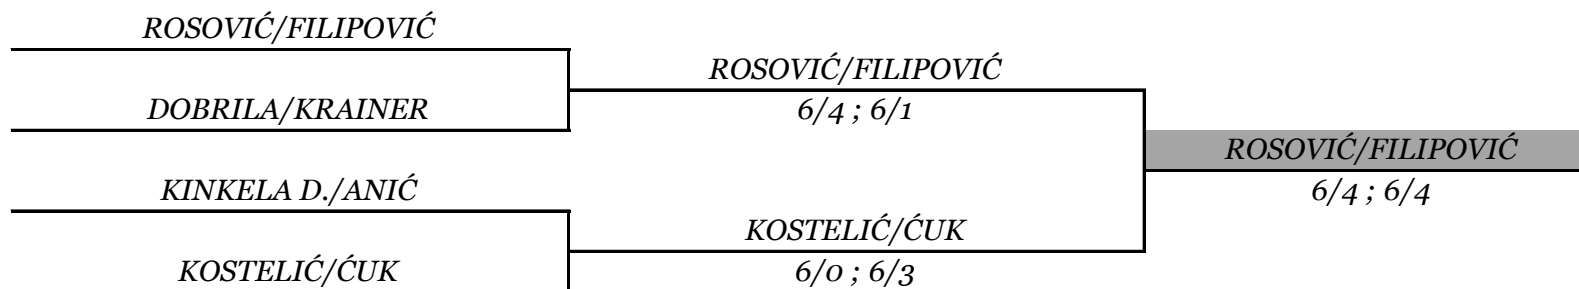 ROSOVIĆ/FILIPOVIĆ
DOBRILA/KRAINER
KINKELA D./ANIĆ
KOSTELIĆ/ĆUK
ROSOVIĆ/FILIPOVIĆ
6/4 ; 6/1
KOSTELIĆ/ĆUK
6/0 ; 6/3
ROSOVIĆ/FILIPOVIĆ
6/4 ; 6/4